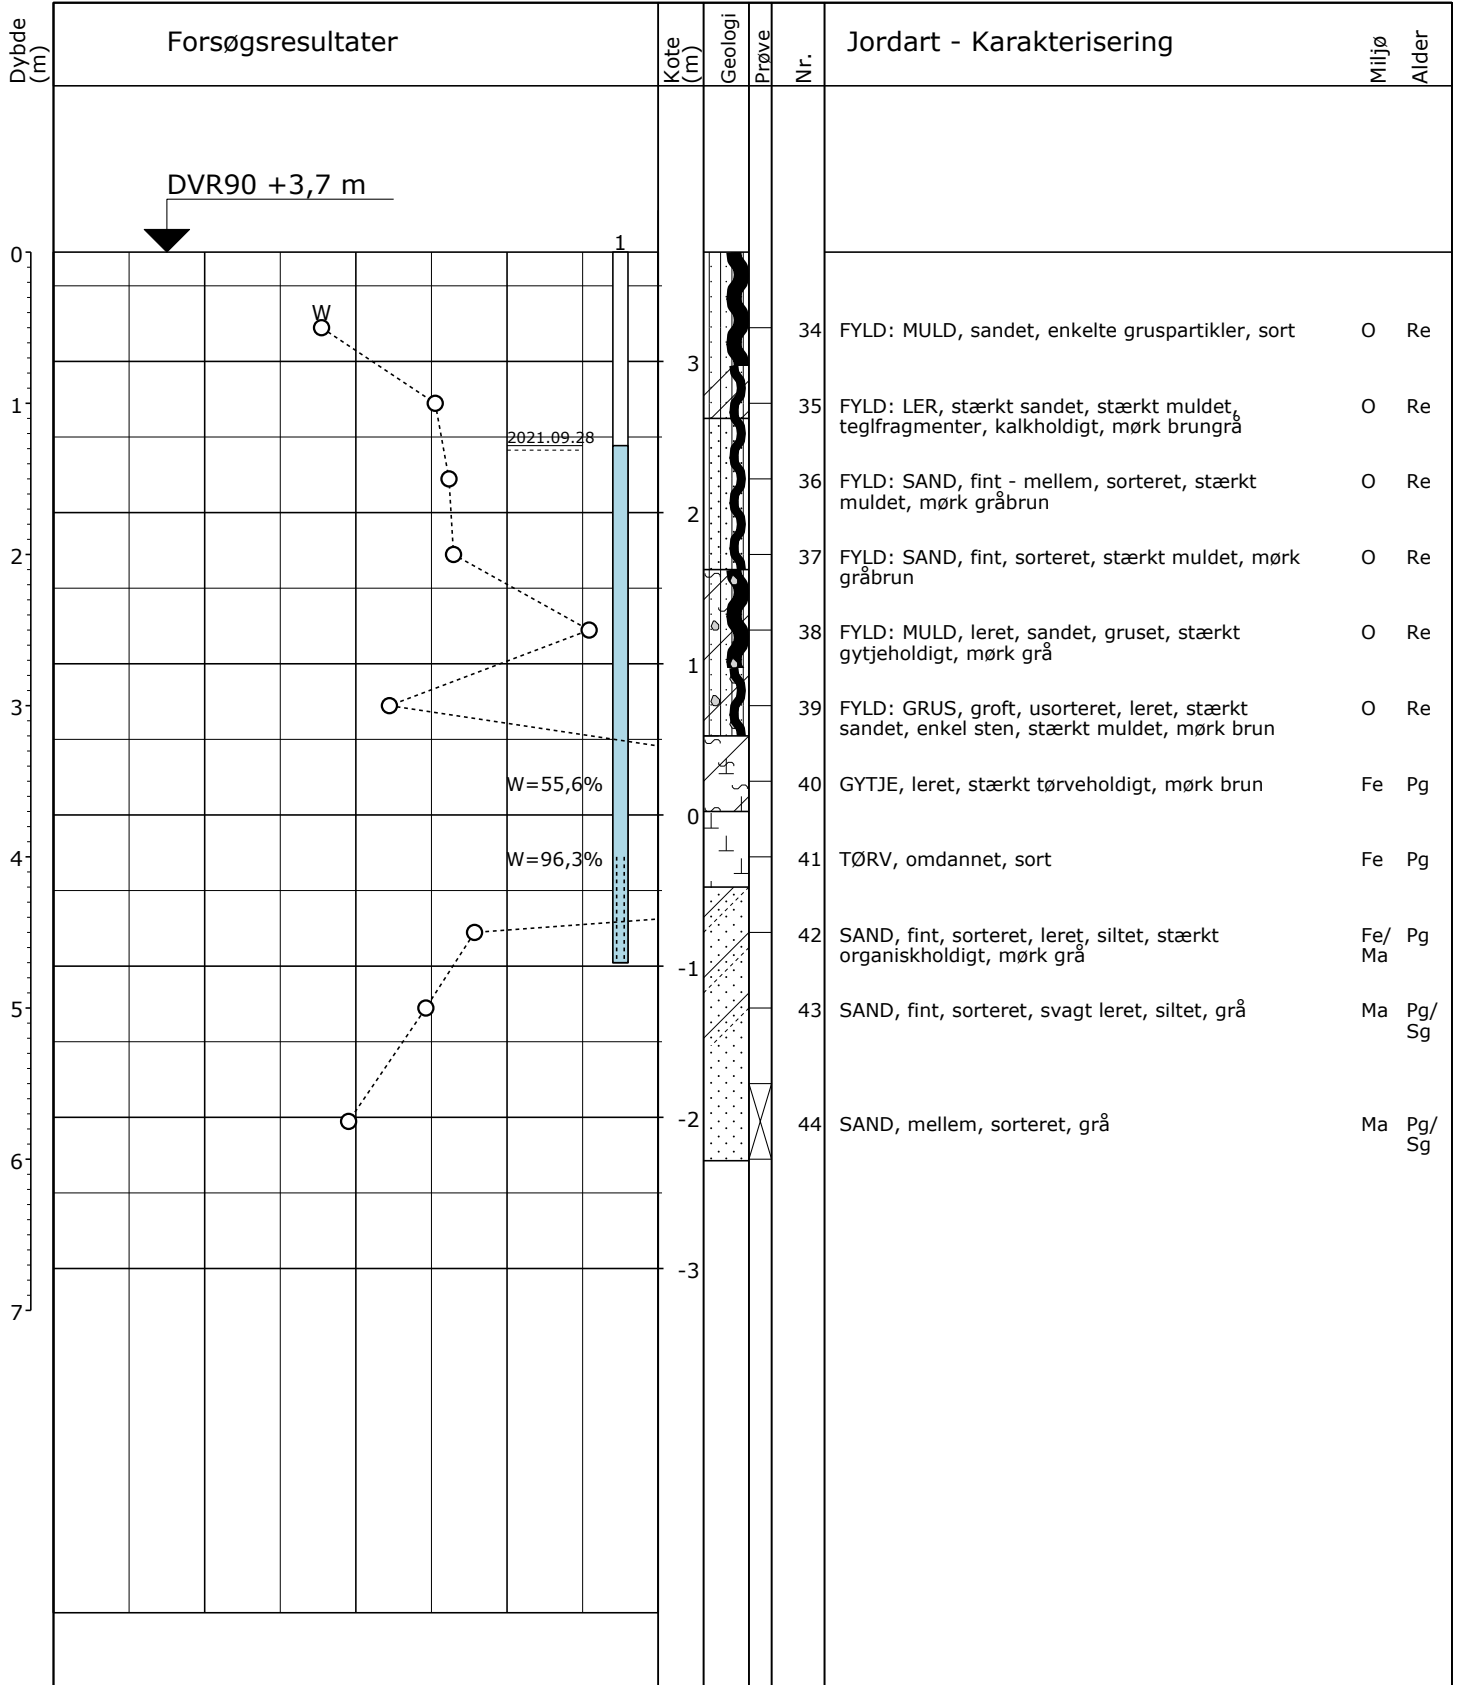 Dybde
(m)
Forsøgsresultater
Kote
(m)
Geologi
Prøve
Nr.
Jordart - Karakterisering
Miljø
Alder
DVR90 +3,7 m
1
0
W
34 FYLD: MULD, sandet, enkelte gruspartikler, sort O Re
3
1
35 FYLD: LER, stærkt sandet, stærkt muldet, O Re
teglfragmenter, kalkholdigt, mørk brungrå
2021.09.28
36 FYLD: SAND, fint - mellem, sorteret, stærkt O Re
muldet, mørk gråbrun
2
2
37 FYLD: SAND, fint, sorteret, stærkt muldet, mørk O Re
gråbrun
38 FYLD: MULD, leret, sandet, gruset, stærkt O Re
gytjeholdigt, mørk grå
1
3
39 FYLD: GRUS, groft, usorteret, leret, stærkt O Re
sandet, enkel sten, stærkt muldet, mørk brun
W=55,6%
40 GYTJE, leret, stærkt tørveholdigt, mørk brun Fe Pg
0
4
W=96,3%
41 TØRV, omdannet, sort Fe Pg
42 SAND, fint, sorteret, leret, siltet, stærkt Fe/ Pg
organiskholdigt, mørk grå Ma
-1
5
43 SAND, fint, sorteret, svagt leret, siltet, grå Ma Pg/
Sg
-2
44 SAND, mellem, sorteret, grå Ma Pg/
Sg
6
-3
7